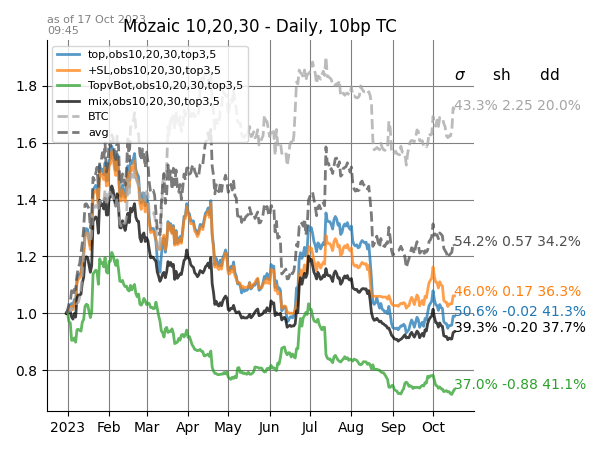 as of 17 Oct 2023
09:45
Mozaic 10,20,30 - Daily, 10bp TC
top,obs10,20,30,top3,5
+SL,obs10,20,30,top3,5
TopvBot,obs10,20,30,top3,5
mix,obs10,20,30,top3,5
BTC
avg
σ sh dd
43.3% 2.25 20.0%
54.2% 0.57 34.2%
46.0% 0.17 36.3%
50.6% -0.02 41.3%
39.3% -0.20 37.7%
37.0% -0.88 41.1%
1.8
1.6
1.4
1.2
1.0
0.8
2023 Feb Mar Apr May Jun Jul Aug Sep Oct